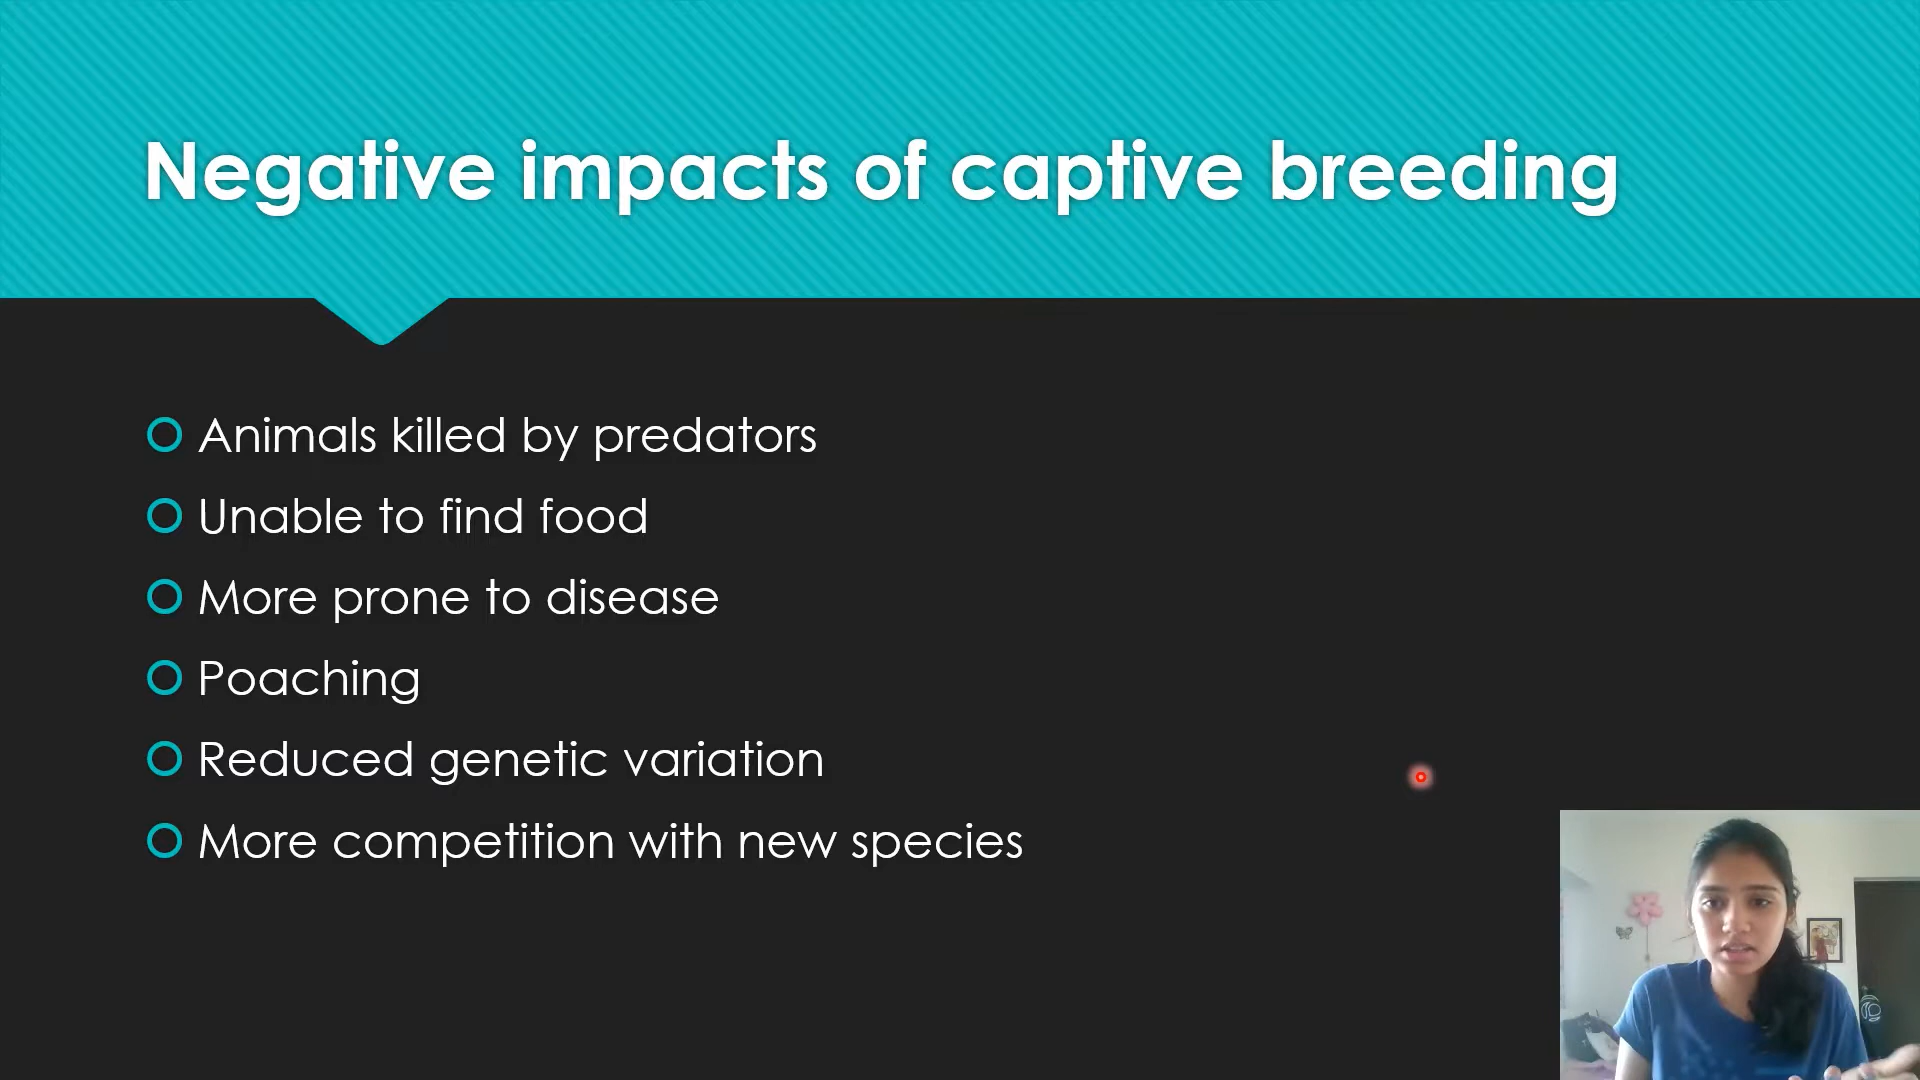 Negative impacts of captive breeding
Animals killed by predators
Unable to find food
More prone to disease
Poaching
Reduced genetic variation
More competition with new species